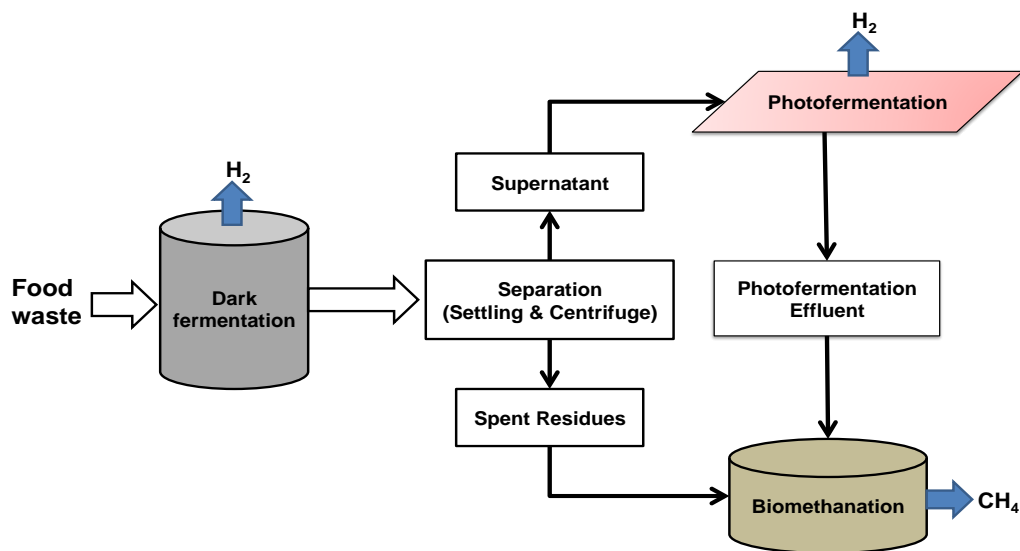 H₂
Photofermentation
Supernatant
H₂
Food
waste
Dark
fermentation
Separation
(Settling & Centrifuge)
Photofermentation
Effluent
Spent Residues
Biomethanation
CH₄